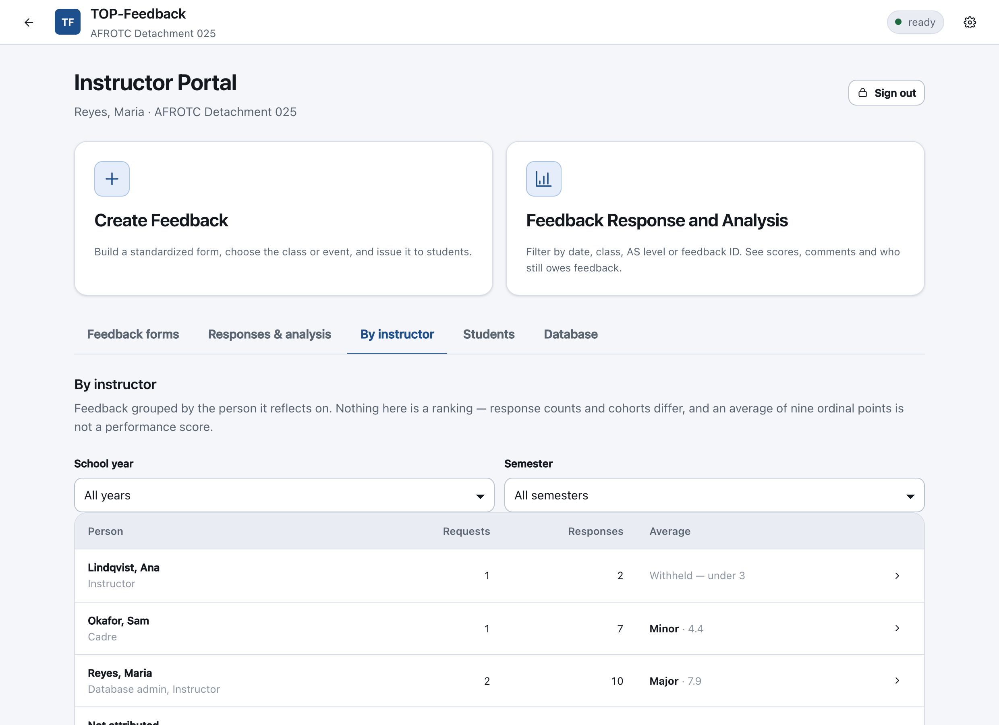 TF
TOP-Feedback
AFROTC Detachment 025
ready
Instructor Portal
Reyes, Maria · AFROTC Detachment 025
Sign out
Create Feedback
Build a standardized form, choose the class or event, and issue it to students.
Feedback Response and Analysis
Filter by date, class, AS level or feedback ID. See scores, comments and who
still owes feedback.
Feedback forms Responses & analysis By instructor Students Database
By instructor
Feedback grouped by the person it reflects on. Nothing here is a ranking — response counts and cohorts differ, and an average of nine ordinal points is
not a performance score.
School year Semester
All years All semesters
Person Requests Responses Average
Lindqvist, Ana
Instructor
1 2 Withheld — under 3
Okafor, Sam
Cadre
1 7 Minor · 4.4
Reyes, Maria
Database admin, Instructor
2 10 Major · 7.9
Not attributed